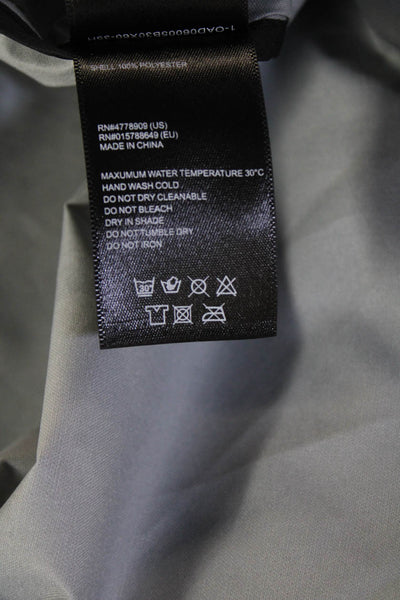 SHELL 100% POLYESTER
RN#4778909 (US)
RN#015788649 (EU)
MADE IN CHINA
MAXUMUM WATER TEMPERATURE 30°C
HAND WASH COLD
DO NOT DRY CLEANABLE
DO NOT BLEACH
DRY IN SHADE
DO NOT TUMBLE DRY
DO NOT IRON
30°